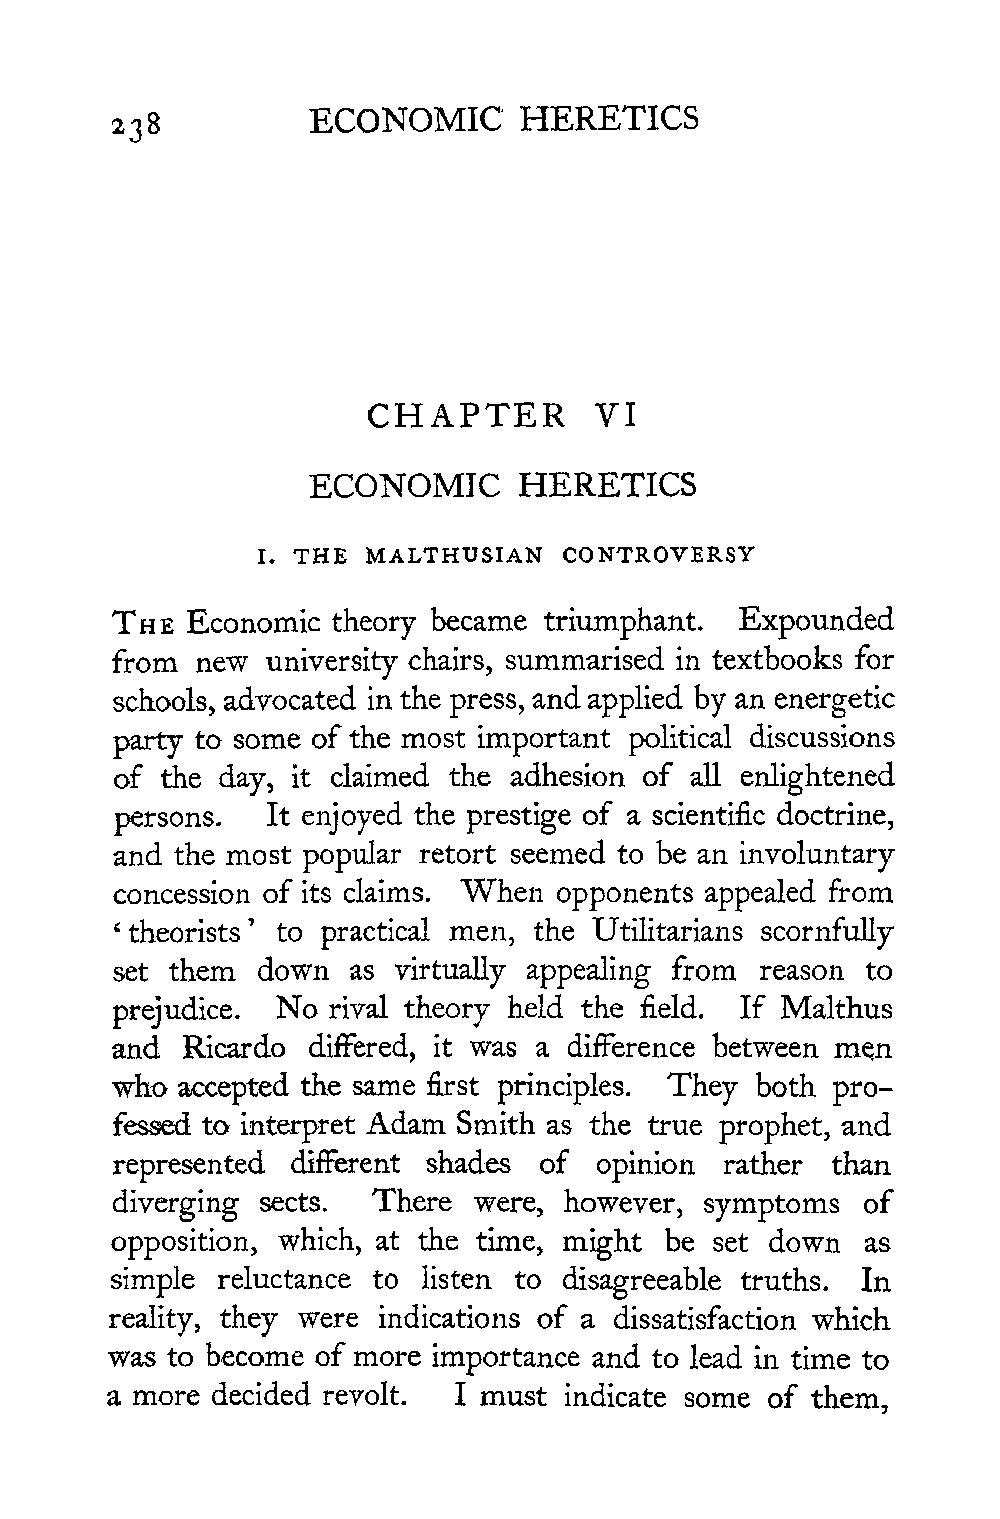 238 ECONOMIC HERETICS
CHAPTER VI
ECONOMIC HERETICS
I. THE MALTHUSIAN CONTROVERSY
THE Economic theory became triumphant. Expounded
from new university chairs, summarised in textbooks for
schools, advocated in the press, and applied by an energetic
party to some of the most important political discussions
of the day, it claimed the adhesion of all enlightened
persons. It enjoyed the prestige of a scientific doctrine,
and the most popular retort seemed to be an involuntary
concession of its claims. When opponents appealed from
‘theorists’ to practical men, the Utilitarians scornfully
set them down as virtually appealing from reason to
prejudice. No rival theory held the field. If Malthus
and Ricardo differed, it was a difference between men
who accepted the same first principles. They both pro-
fessed to interpret Adam Smith as the true prophet, and
represented different shades of opinion rather than
diverging sects. There were, however, symptoms of
opposition, which, at the time, might be set down as
simple reluctance to listen to disagreeable truths. In
reality, they were indications of a dissatisfaction which
was to become of more importance and to lead in time to
a more decided revolt. I must indicate some of them,